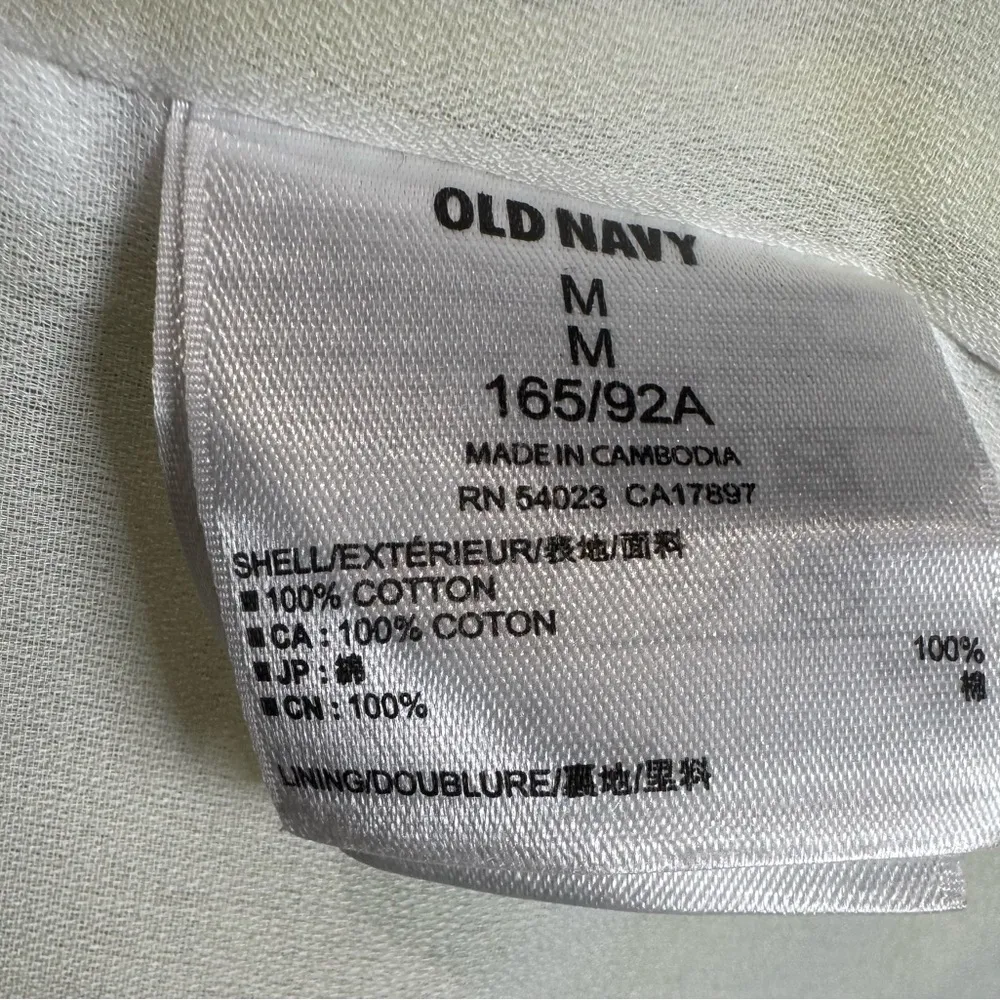 OLD NAVY
M
M
165/92A
MADE IN CAMBODIA
RN 54023 CA17897
SHELL/EXTÉRIEUR/表地/面料
■ 100% COTTON
■ CA : 100% COTON
■ JP : 綿 100%
■ CN : 100% 棉
LINING/DOUBLURE/裏地/里料